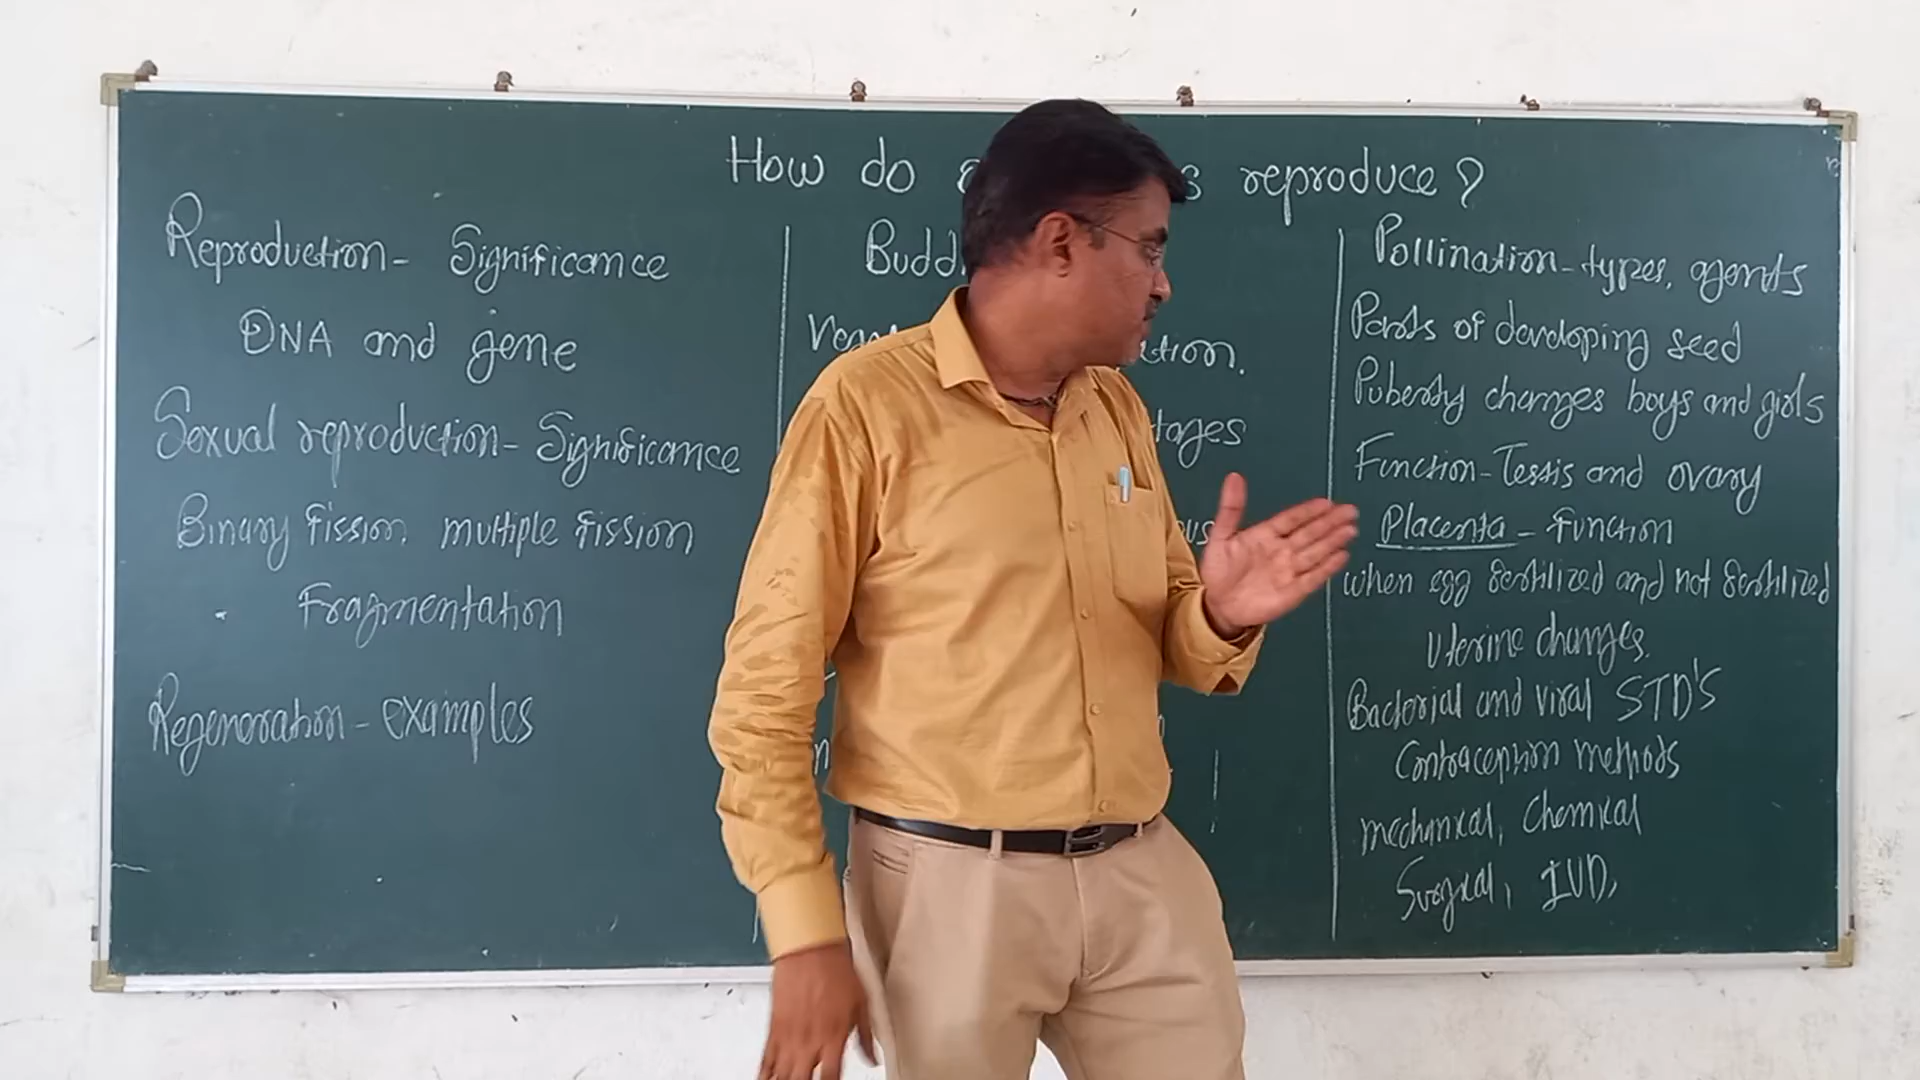 How do reproduce?
Reproduction - Significance
DNA and gene
Sexual reproduction - Significance
Binary fission, multiple fission
Fragmentation
Regeneration - examples
Budd
Pollination - types, agents
Parts of developing seed
Puberty changes boys and girls
Function - Testis and ovary
Placenta - Function
when egg fertilized and not fertilized
Uterine changes.
Bacterial and viral STD'S
Contraception methods
mechanical, Chemical
Surgical, IUD,